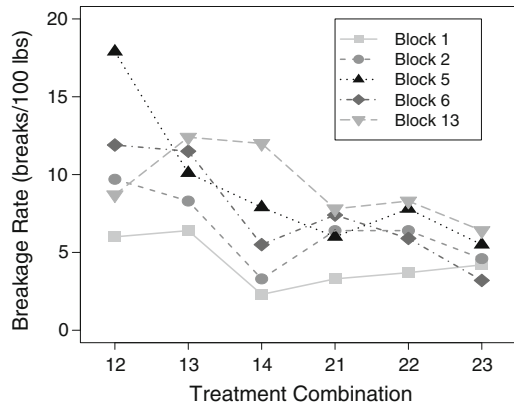 Breakage Rate (breaks/100 lbs)
20
15
10
5
0
Block 1
Block 2
Block 5
Block 6
Block 13
12 13 14 21 22 23
Treatment Combination